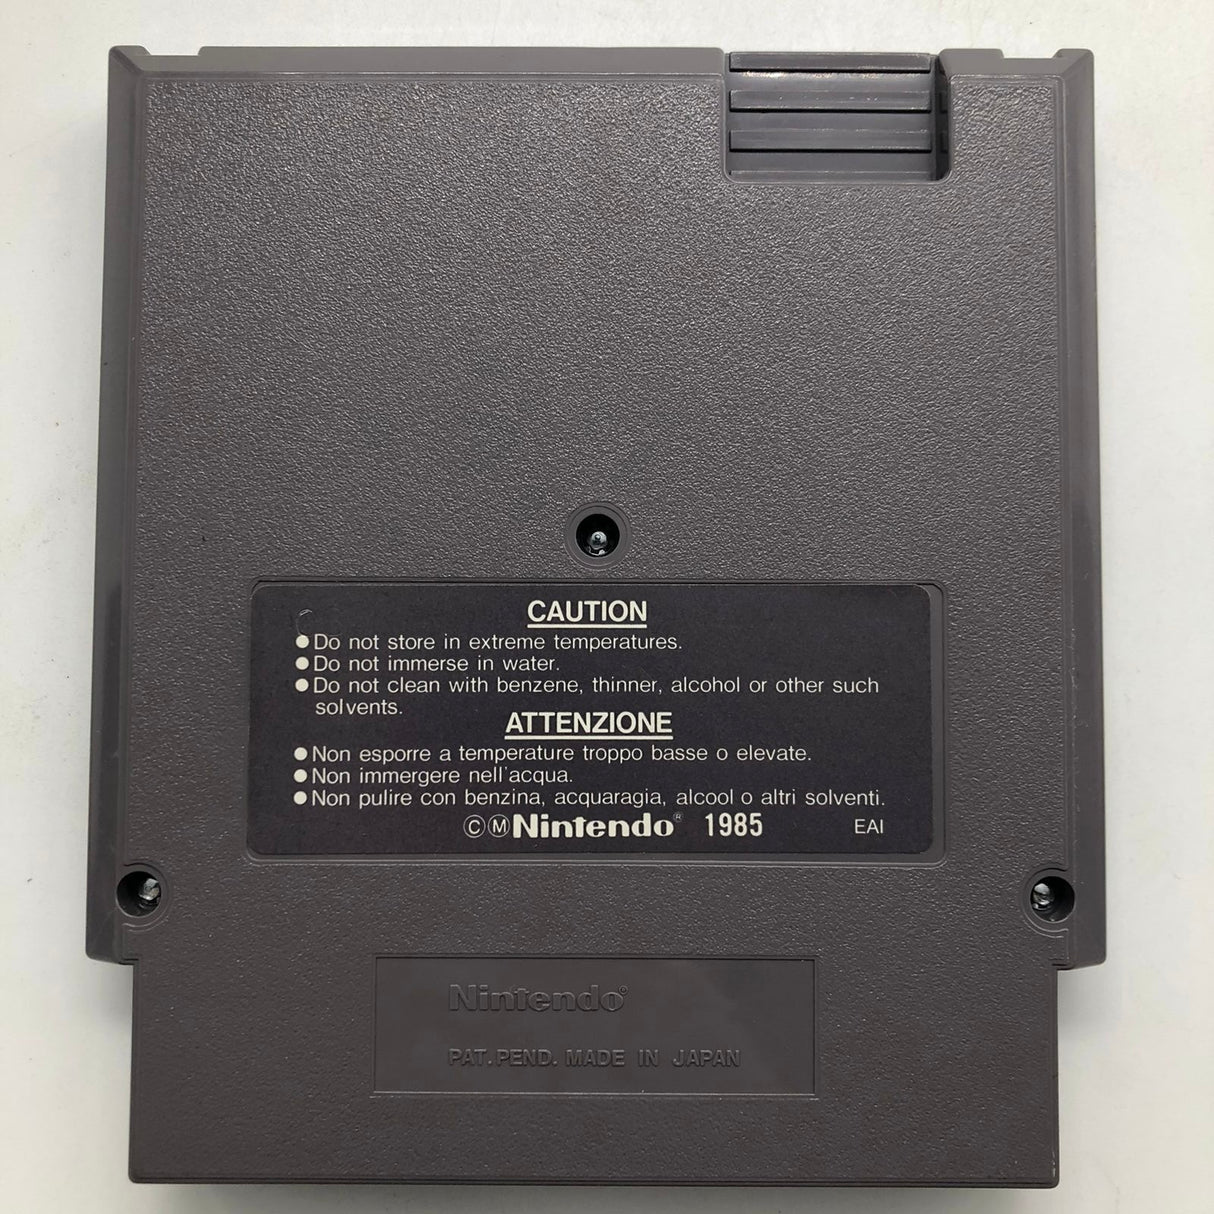 CAUTION
●Do not store in extreme temperatures.
●Do not immerse in water.
●Do not clean with benzene, thinner, alcohol or other such
solvents.
ATTENZIONE
●Non esporre a temperature troppo basse o elevate.
●Non immergere nell'acqua.
●Non pulire con benzina, acquaragia, alcool o altri solventi.
ⒸⓂNintendo® 1985 EAI
Nintendo®
PAT. PEND. MADE IN JAPAN